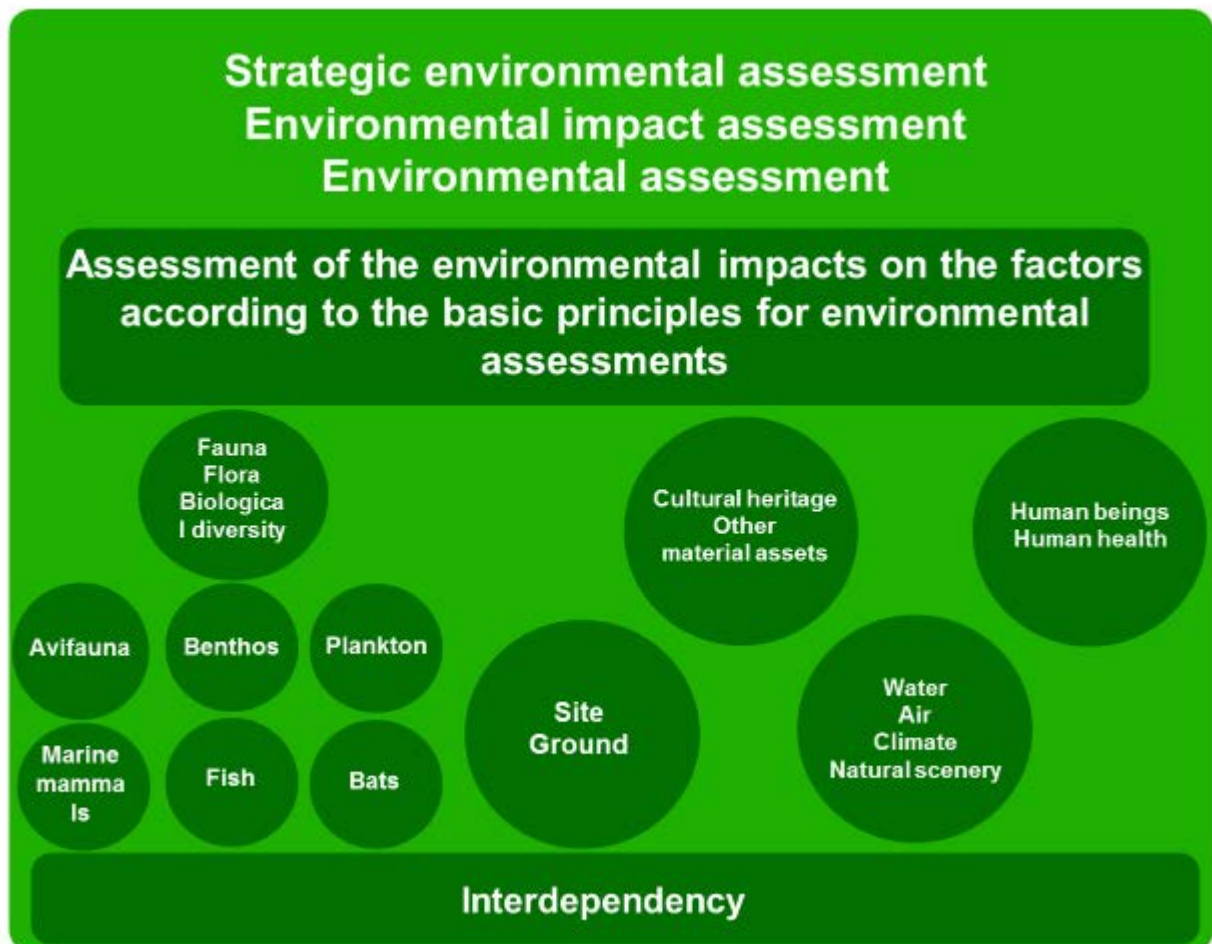 Strategic environmental assessment
Environmental impact assessment
Environmental assessment
Assessment of the environmental impacts on the factors
according to the basic principles for environmental
assessments
Fauna
Flora
Biologica
l diversity
Cultural heritage
Other
material assets
Human beings
Human health
Avifauna
Benthos
Plankton
Site
Ground
Water
Air
Climate
Natural scenery
Marine
mamma
ls
Fish
Bats
Interdependency